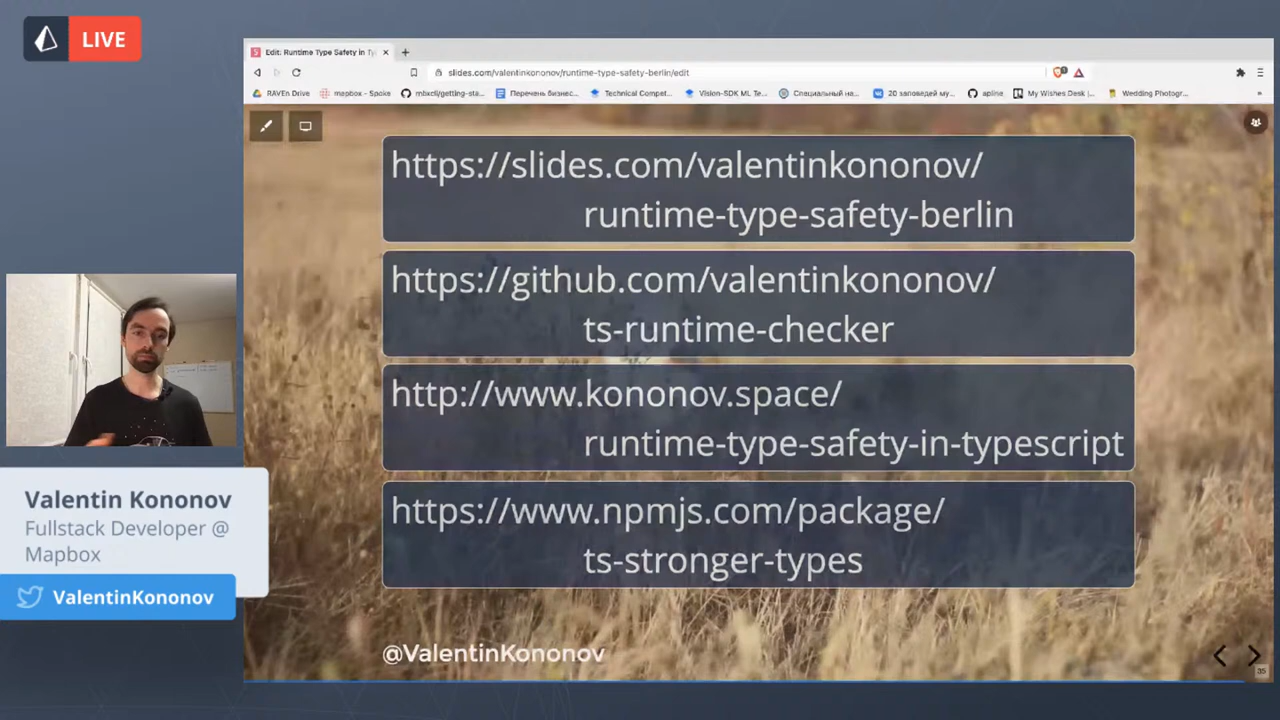 LIVE
Edit: Runtime Type Safety in Ty
slides.com/valentinkononov/runtime-type-safety-berlin/edit
RAVEn Drive
mapbox - Spoke
mbxcli/getting-sta...
Перечень бизнес...
Technical Compet...
Vision-SDK ML Te...
Специальный на...
20 заповедей му...
apline
My Wishes Desk |...
Wedding Photogr...
https://slides.com/valentinkononov/
runtime-type-safety-berlin
https://github.com/valentinkononov/
ts-runtime-checker
http://www.kononov.space/
runtime-type-safety-in-typescript
https://www.npmjs.com/package/
ts-stronger-types
@ValentinKononov
35
Valentin Kononov
Fullstack Developer @
Mapbox
ValentinKononov